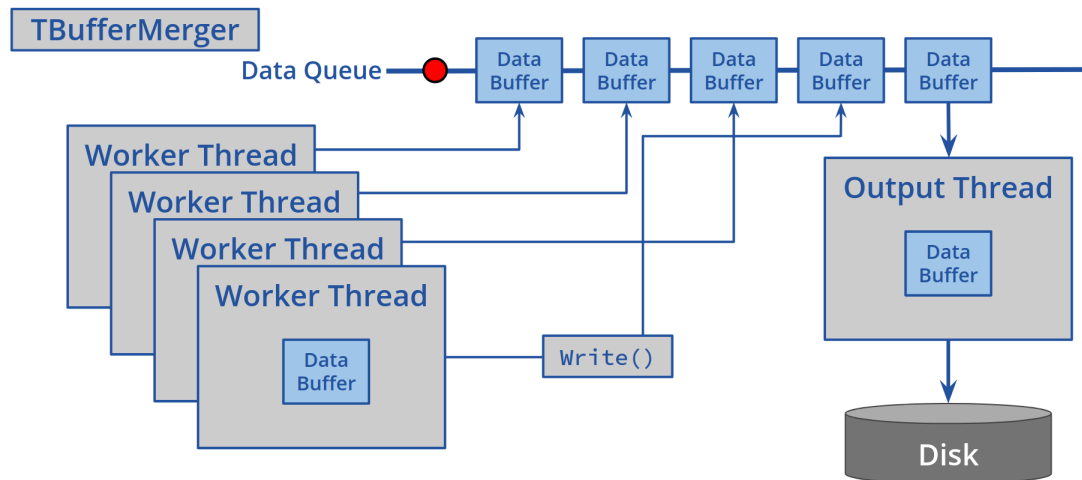 TBufferMerger
Data Queue
Data
Buffer
Data
Buffer
Data
Buffer
Data
Buffer
Data
Buffer
Worker Thread
Worker Thread
Worker Thread
Worker Thread
Data
Buffer
Write()
Output Thread
Data
Buffer
Disk